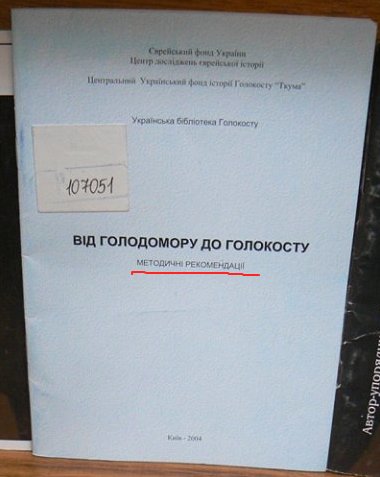 Єврейський фонд України
Центр досліджень єврейської історії
Центральний Український фонд історії Голокосту "Ткума"
Українська бібліотека Голокосту
107051
ВІД ГОЛОДОМОРУ ДО ГОЛОКОСТУ
МЕТОДИЧНІ РЕКОМЕНДАЦІЇ
Київ - 2004
Автор-упорядн